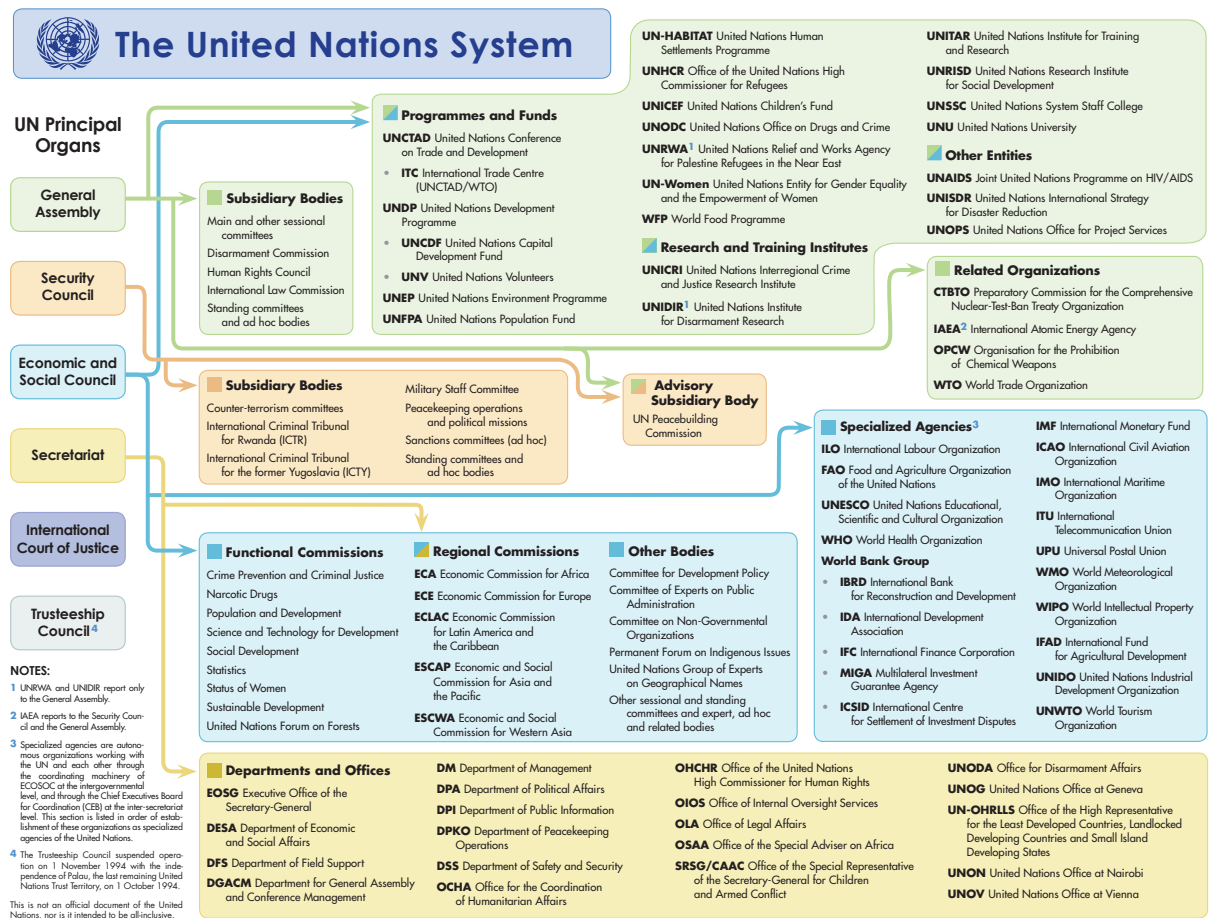 The United Nations System
UN Principal
Organs
General
Assembly
Security
Council
Economic and
Social Council
Secretariat
International
Court of Justice
Trusteeship
Council 4
NOTES:
1 UNRWA and UNIDIR report only
to the General Assembly.
2 IAEA reports to the Security Coun-
cil and the General Assembly.
3 Specialized agencies are autono-
mous organizations working with
the UN and each other through
the coordinating machinery of
ECOSOC at the intergovernmental
level, and through the Chief Executives Board
for Coordination (CEB) at the inter-secretariat
level. This section is listed in order of estab-
lishment of these organizations as specialized
agencies of the United Nations.
4 The Trusteeship Council suspended opera-
tion on 1 November 1994 with the inde-
pendence of Palau, the last remaining United
Nations Trust Territory, on 1 October 1994.
This is not an official document of the United
Nations, nor is it intended to be all-inclusive.
Subsidiary Bodies
Main and other sessional
committees
Disarmament Commission
Human Rights Council
International Law Commission
Standing committees
and ad hoc bodies
Programmes and Funds
UNCTAD United Nations Conference
on Trade and Development
• ITC International Trade Centre
(UNCTAD/WTO)
UNDP United Nations Development
Programme
• UNCDF United Nations Capital
Development Fund
• UNV United Nations Volunteers
UNEP United Nations Environment Programme
UNFPA United Nations Population Fund
UN-HABITAT United Nations Human
Settlements Programme
UNHCR Office of the United Nations High
Commissioner for Refugees
UNICEF United Nations Children's Fund
UNODC United Nations Office on Drugs and Crime
UNRWA1 United Nations Relief and Works Agency
for Palestine Refugees in the Near East
UN-Women United Nations Entity for Gender Equality
and the Empowerment of Women
WFP World Food Programme
Research and Training Institutes
UNICRI United Nations Interregional Crime
and Justice Research Institute
UNIDIR1 United Nations Institute
for Disarmament Research
UNITAR United Nations Institute for Training
and Research
UNRISD United Nations Research Institute
for Social Development
UNSSC United Nations System Staff College
UNU United Nations University
Other Entities
UNAIDS Joint United Nations Programme on HIV/AIDS
UNISDR United Nations International Strategy
for Disaster Reduction
UNOPS United Nations Office for Project Services
Related Organizations
CTBTO Preparatory Commission for the Comprehensive
Nuclear-Test-Ban Treaty Organization
IAEA2 International Atomic Energy Agency
OPCW Organisation for the Prohibition
of Chemical Weapons
WTO World Trade Organization
Subsidiary Bodies
Counter-terrorism committees
International Criminal Tribunal
for Rwanda (ICTR)
International Criminal Tribunal
for the former Yugoslavia (ICTY)
Military Staff Committee
Peacekeeping operations
and political missions
Sanctions committees (ad hoc)
Standing committees and
ad hoc bodies
Advisory
Subsidiary Body
UN Peacebuilding
Commission
Functional Commissions
Crime Prevention and Criminal Justice
Narcotic Drugs
Population and Development
Science and Technology for Development
Social Development
Statistics
Status of Women
Sustainable Development
United Nations Forum on Forests
Regional Commissions
ECA Economic Commission for Africa
ECE Economic Commission for Europe
ECLAC Economic Commission
for Latin America and
the Caribbean
ESCAP Economic and Social
Commission for Asia and
the Pacific
ESCWA Economic and Social
Commission for Western Asia
Other Bodies
Committee for Development Policy
Committee of Experts on Public
Administration
Committee on Non-Governmental
Organizations
Permanent Forum on Indigenous Issues
United Nations Group of Experts
on Geographical Names
Other sessional and standing
committees and expert, ad hoc
and related bodies
Specialized Agencies3
ILO International Labour Organization
FAO Food and Agriculture Organization
of the United Nations
UNESCO United Nations Educational,
Scientific and Cultural Organization
WHO World Health Organization
World Bank Group
• IBRD International Bank
for Reconstruction and Development
• IDA International Development
Association
• IFC International Finance Corporation
• MIGA Multilateral Investment
Guarantee Agency
• ICSID International Centre
for Settlement of Investment Disputes
IMF International Monetary Fund
ICAO International Civil Aviation
Organization
IMO International Maritime
Organization
ITU International
Telecommunication Union
UPU Universal Postal Union
WMO World Meteorological
Organization
WIPO World Intellectual Property
Organization
IFAD International Fund
for Agricultural Development
UNIDO United Nations Industrial
Development Organization
UNWTO World Tourism
Organization
Departments and Offices
EOSG Executive Office of the
Secretary-General
DESA Department of Economic
and Social Affairs
DFS Department of Field Support
DGACM Department for General Assembly
and Conference Management
DM Department of Management
DPA Department of Political Affairs
DPI Department of Public Information
DPKO Department of Peacekeeping
Operations
DSS Department of Safety and Security
OCHA Office for the Coordination
of Humanitarian Affairs
OHCHR Office of the United Nations
High Commissioner for Human Rights
OIOS Office of Internal Oversight Services
OLA Office of Legal Affairs
OSAA Office of the Special Adviser on Africa
SRSG/CAAC Office of the Special Representative
of the Secretary-General for Children
and Armed Conflict
UNODA Office for Disarmament Affairs
UNOG United Nations Office at Geneva
UN-OHRLLS Office of the High Representative
for the Least Developed Countries, Landlocked
Developing Countries and Small Island
Developing States
UNON United Nations Office at Nairobi
UNOV United Nations Office at Vienna